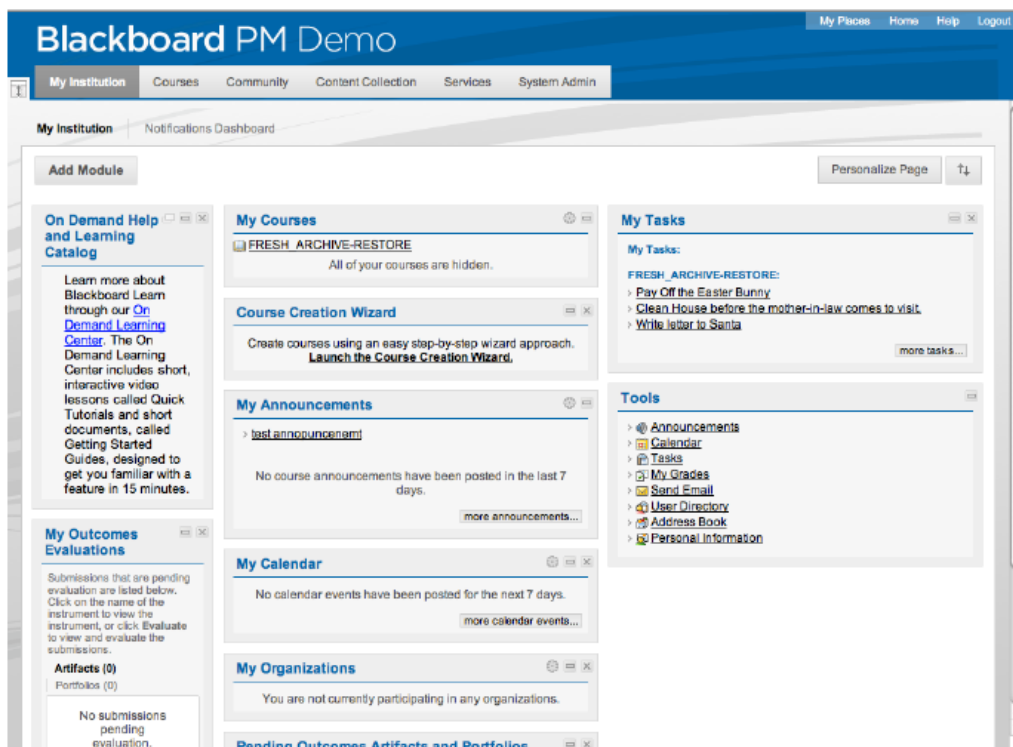 My Places Home Help Logout
Blackboard PM Demo
My Institution Courses Community Content Collection Services System Admin
My Institution Notifications Dashboard
Add Module
Personalize Page
On Demand Help
and Learning
Catalog
Learn more about
Blackboard Learn
through our On
Demand Learning
Center. The On
Demand Learning
Center includes short,
interactive video
lessons called Quick
Tutorials and short
documents, called
Getting Started
Guides, designed to
get you familiar with a
feature in 15 minutes.
My Outcomes
Evaluations
Submissions that are pending
evaluation are listed below.
Click on the name of the
instrument to view the
instrument, or click Evaluate
to view and evaluate the
submissions.
Artifacts (0)
Portfolios (0)
No submissions
pending
evaluation.
My Courses
FRESH_ARCHIVE-RESTORE
All of your courses are hidden.
Course Creation Wizard
Create courses using an easy step-by-step wizard approach.
Launch the Course Creation Wizard.
My Announcements
test annopuncenemt
No course announcements have been posted in the last 7
days.
more announcements...
My Calendar
No calendar events have been posted for the next 7 days.
more calendar events...
My Organizations
You are not currently participating in any organizations.
Pending Outcomes Artifacts and Portfolios
My Tasks
My Tasks:
FRESH_ARCHIVE-RESTORE:
Pay Off the Easter Bunny
Clean House before the mother-in-law comes to visit.
Write letter to Santa
more tasks...
Tools
Announcements
Calendar
Tasks
My Grades
Send Email
User Directory
Address Book
Personal Information